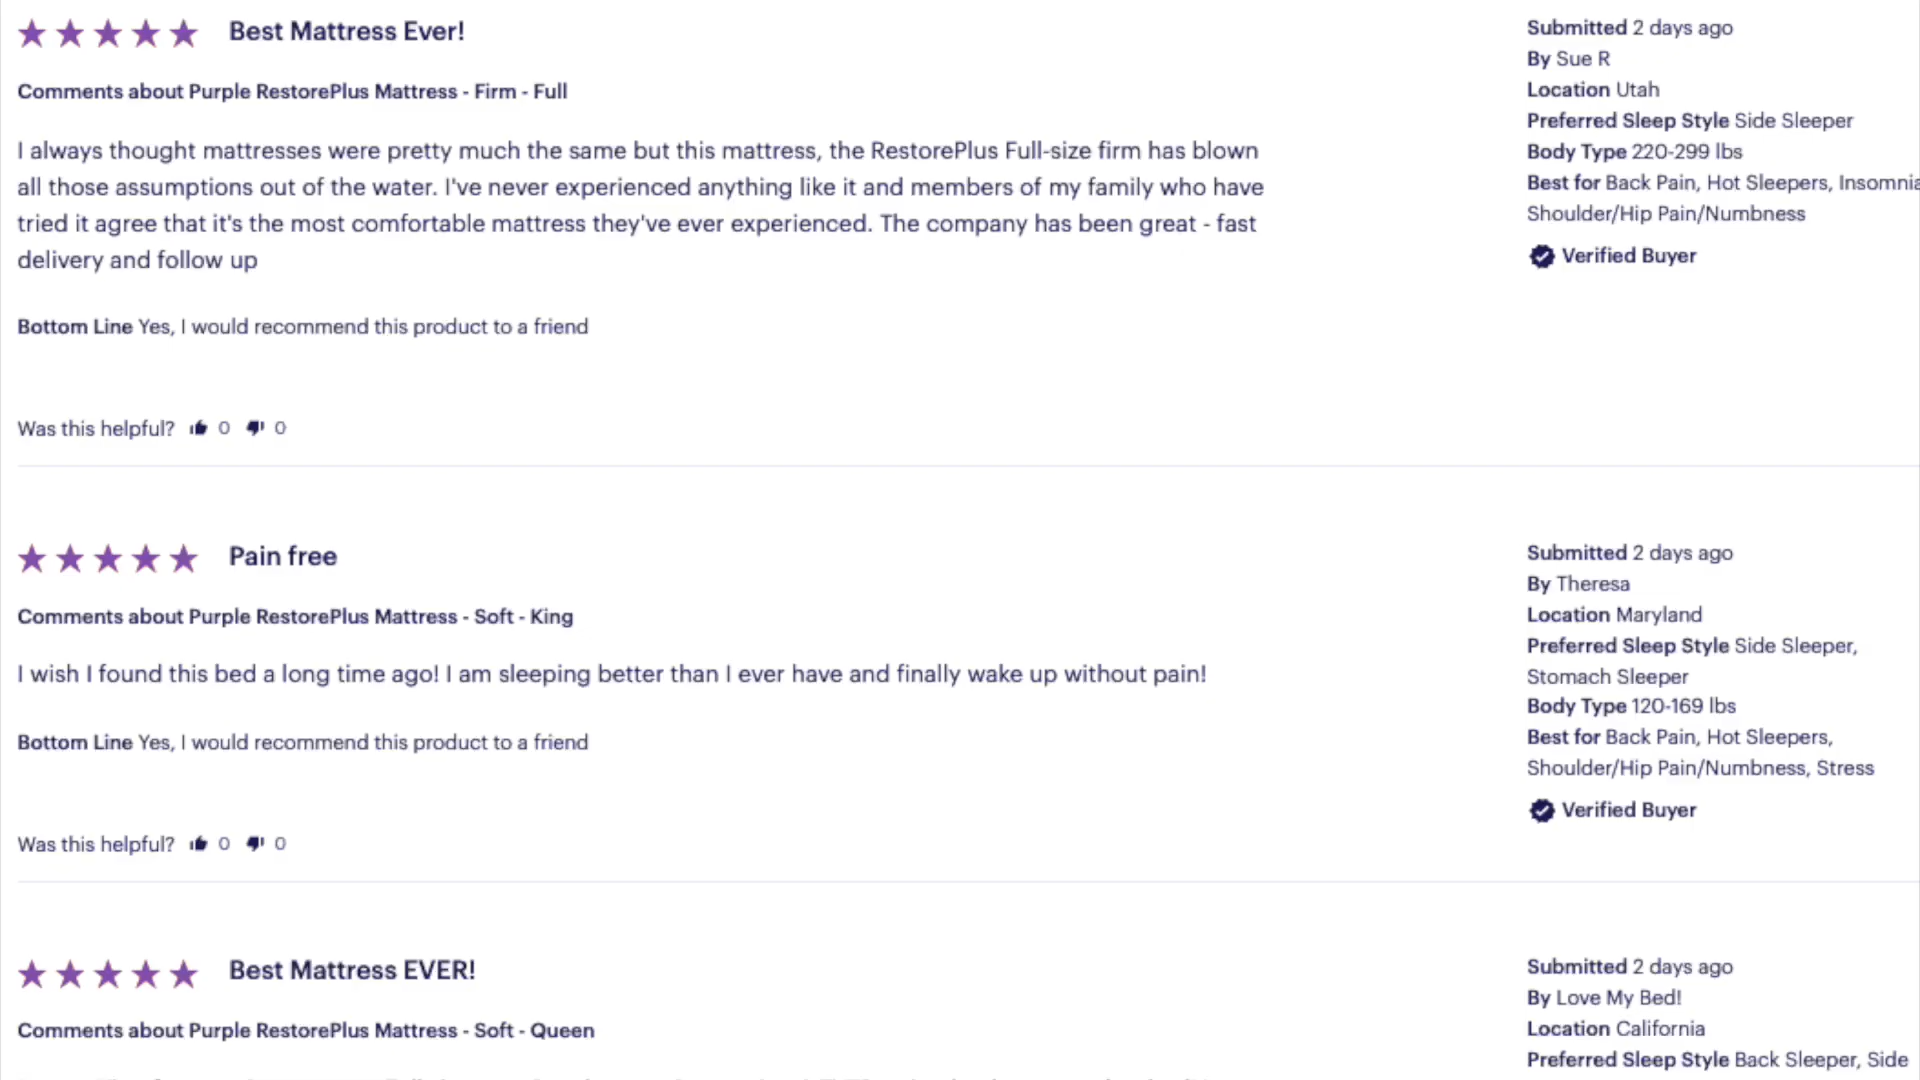 Best Mattress Ever!
Comments about Purple RestorePlus Mattress - Firm - Full
I always thought mattresses were pretty much the same but this mattress, the RestorePlus Full-size firm has blown
all those assumptions out of the water. I've never experienced anything like it and members of my family who have
tried it agree that it's the most comfortable mattress they've ever experienced. The company has been great - fast
delivery and follow up
Bottom Line Yes, I would recommend this product to a friend
Was this helpful? 0 0
Submitted 2 days ago
By Sue R
Location Utah
Preferred Sleep Style Side Sleeper
Body Type 220-299 lbs
Best for Back Pain, Hot Sleepers, Insomnia
Shoulder/Hip Pain/Numbness
Verified Buyer
Pain free
Comments about Purple RestorePlus Mattress - Soft - King
I wish I found this bed a long time ago! I am sleeping better than I ever have and finally wake up without pain!
Bottom Line Yes, I would recommend this product to a friend
Was this helpful? 0 0
Submitted 2 days ago
By Theresa
Location Maryland
Preferred Sleep Style Side Sleeper,
Stomach Sleeper
Body Type 120-169 lbs
Best for Back Pain, Hot Sleepers,
Shoulder/Hip Pain/Numbness, Stress
Verified Buyer
Best Mattress EVER!
Comments about Purple RestorePlus Mattress - Soft - Queen
Submitted 2 days ago
By Love My Bed!
Location California
Preferred Sleep Style Back Sleeper, Side